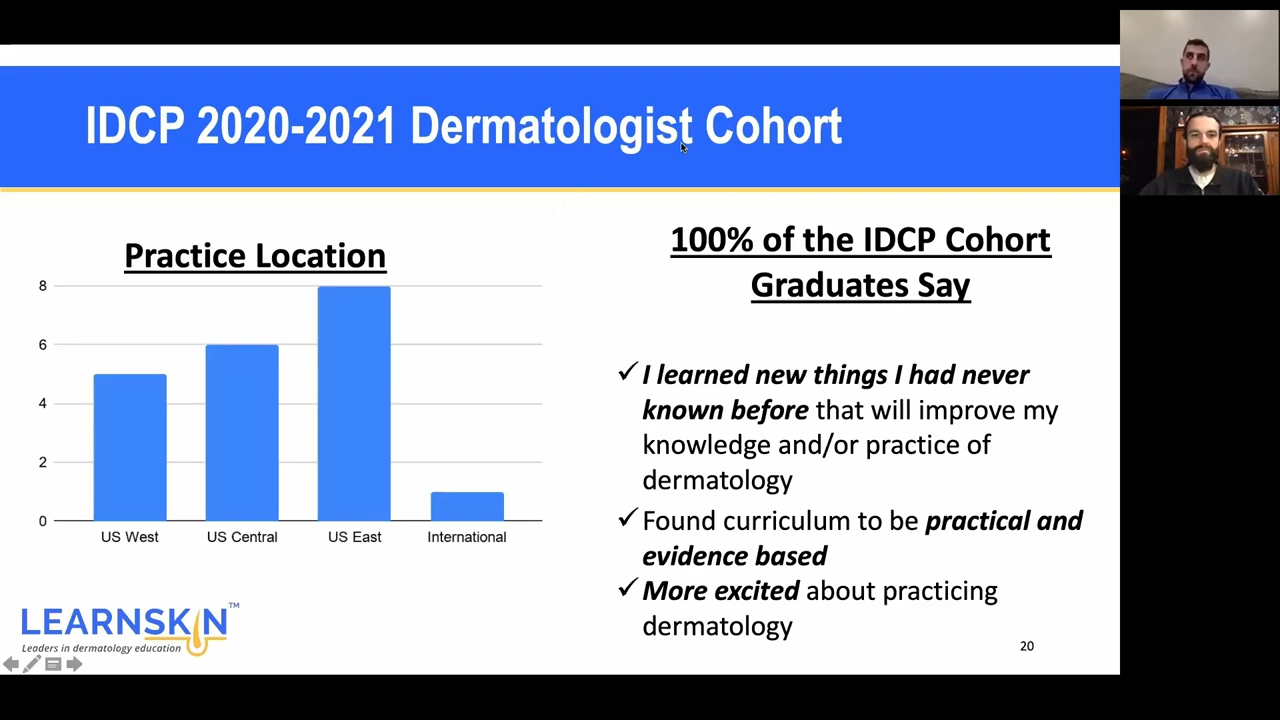 IDCP 2020-2021 Dermatologist Cohort
Practice Location
8
6
4
2
0
US West
US Central
US East
International
100% of the IDCP Cohort
Graduates Say
✓ I learned new things I had never
known before that will improve my
knowledge and/or practice of
dermatology
✓ Found curriculum to be practical and
evidence based
✓ More excited about practicing
dermatology
LEARNSKIN™
Leaders in dermatology education
20